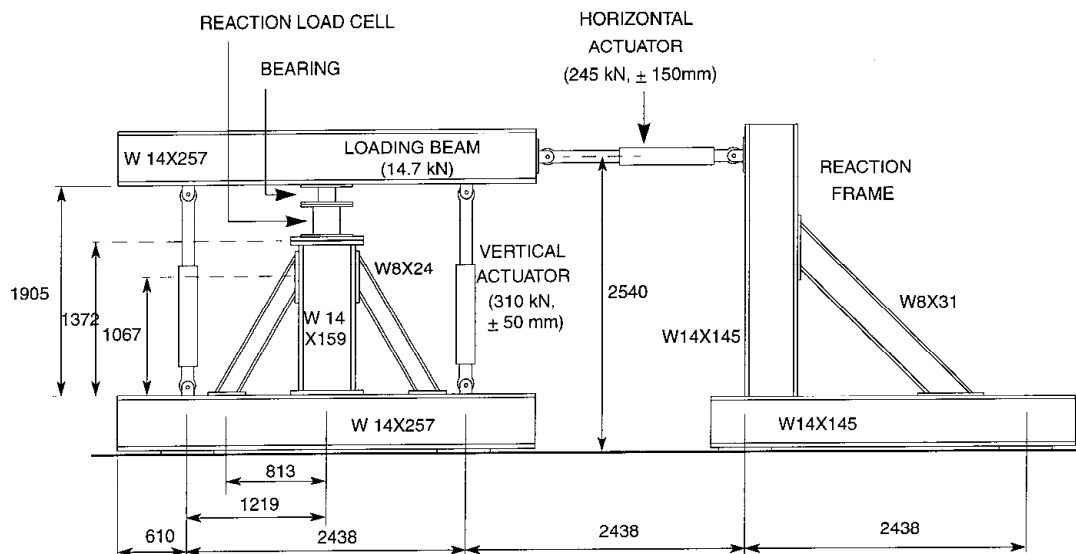 REACTION LOAD CELL
BEARING
HORIZONTAL
ACTUATOR
(245 kN, ± 150mm)
W 14X257
LOADING BEAM
(14.7 kN)
REACTION
FRAME
W8X24
VERTICAL
ACTUATOR
(310 kN,
± 50 mm)
1905
1372
1067
2540
W 14
X159
W8X31
W14X145
W 14X257
W14X145
813
1219
610
2438
2438
2438